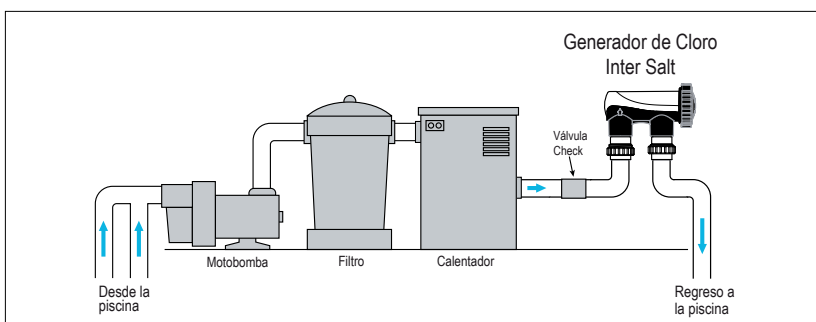 Generador de Cloro
Inter Salt
Válvula
Check
Motobomba
Filtro
Calentador
Desde la
piscina
Regreso a
la piscina